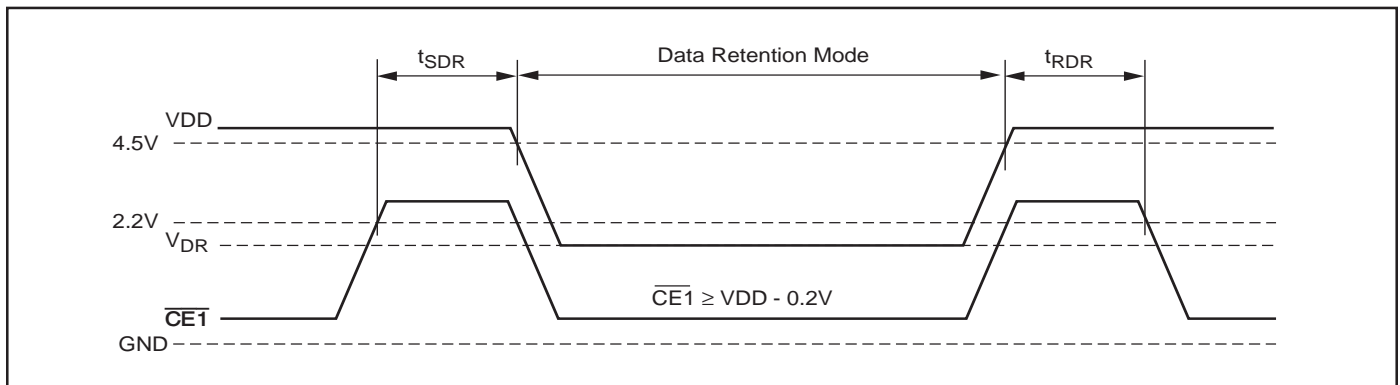 tSDR Data Retention Mode tRDR
VDD
4.5V
2.2V
VDR
CE1 ≥ VDD - 0.2V
CE1
GND